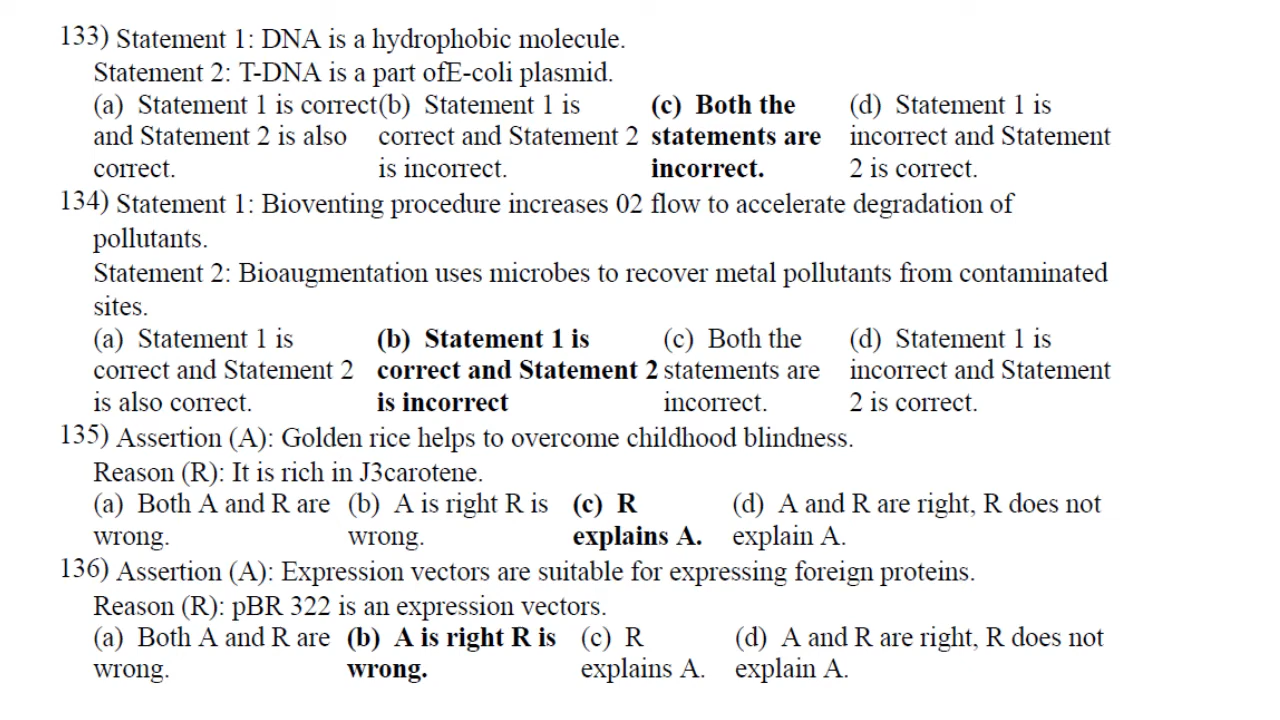 133) Statement 1: DNA is a hydrophobic molecule.
Statement 2: T-DNA is a part ofE-coli plasmid.
(a) Statement 1 is correct (b) Statement 1 is (c) Both the (d) Statement 1 is
and Statement 2 is also correct and Statement 2 statements are incorrect and Statement
correct. is incorrect. incorrect. 2 is correct.
134) Statement 1: Bioventing procedure increases 02 flow to accelerate degradation of
pollutants.
Statement 2: Bioaugmentation uses microbes to recover metal pollutants from contaminated
sites.
(a) Statement 1 is (b) Statement 1 is (c) Both the (d) Statement 1 is
correct and Statement 2 correct and Statement 2 statements are incorrect and Statement
is also correct. is incorrect incorrect. 2 is correct.
135) Assertion (A): Golden rice helps to overcome childhood blindness.
Reason (R): It is rich in J3carotene.
(a) Both A and R are (b) A is right R is (c) R (d) A and R are right, R does not
wrong. wrong. explains A. explain A.
136) Assertion (A): Expression vectors are suitable for expressing foreign proteins.
Reason (R): pBR 322 is an expression vectors.
(a) Both A and R are (b) A is right R is (c) R (d) A and R are right, R does not
wrong. wrong. explains A. explain A.